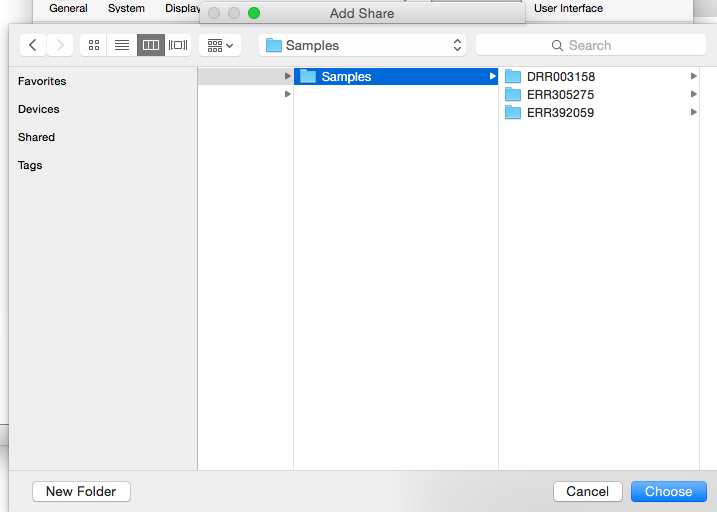 General System Display User Interface
Add Share
Samples
Search
Favorites
Devices
Shared
Tags
Samples
DRR003158
ERR305275
ERR392059
New Folder
Cancel
Choose